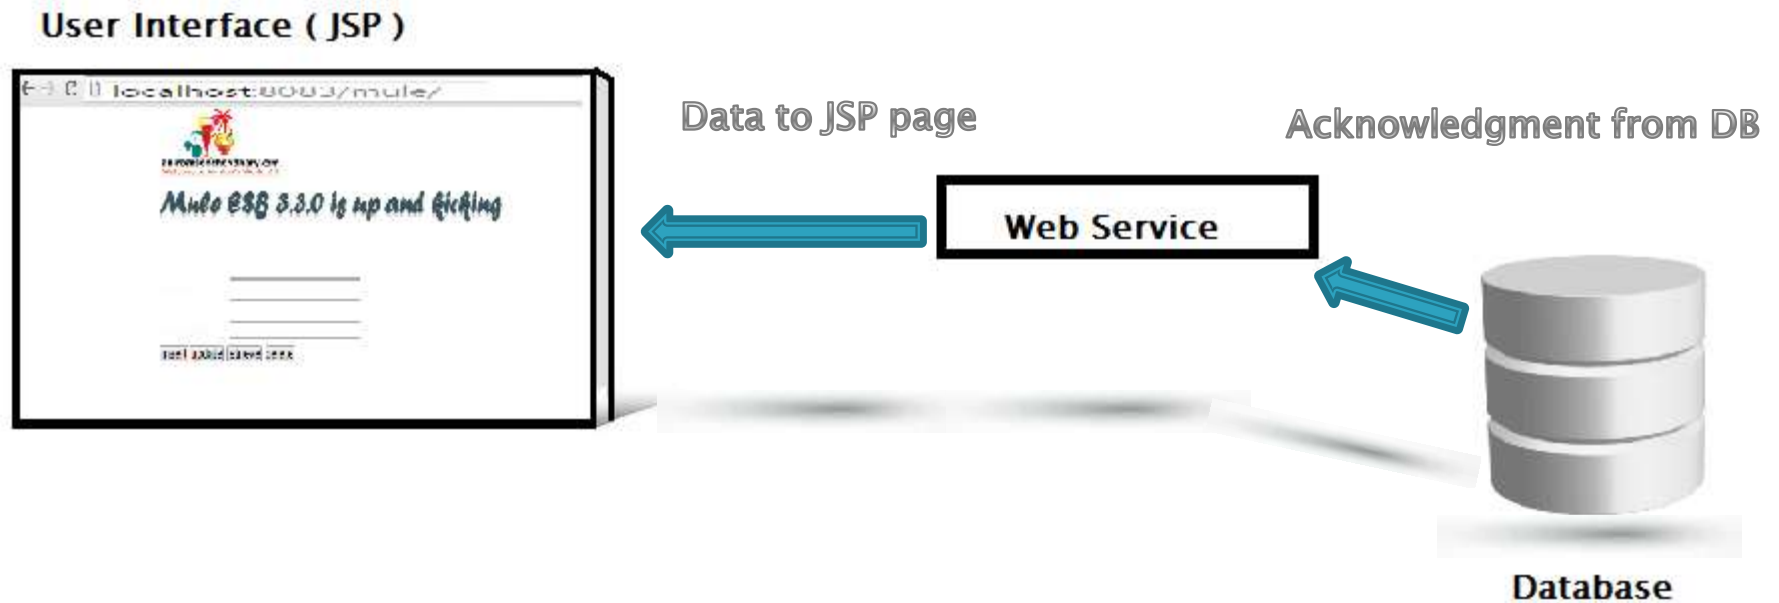 User Interface ( JSP )
localhost:8083/mule/
Data to JSP page
Acknowledgment from DB
Mule ESB 3.3.0 is up and kicking
Web Service
Database